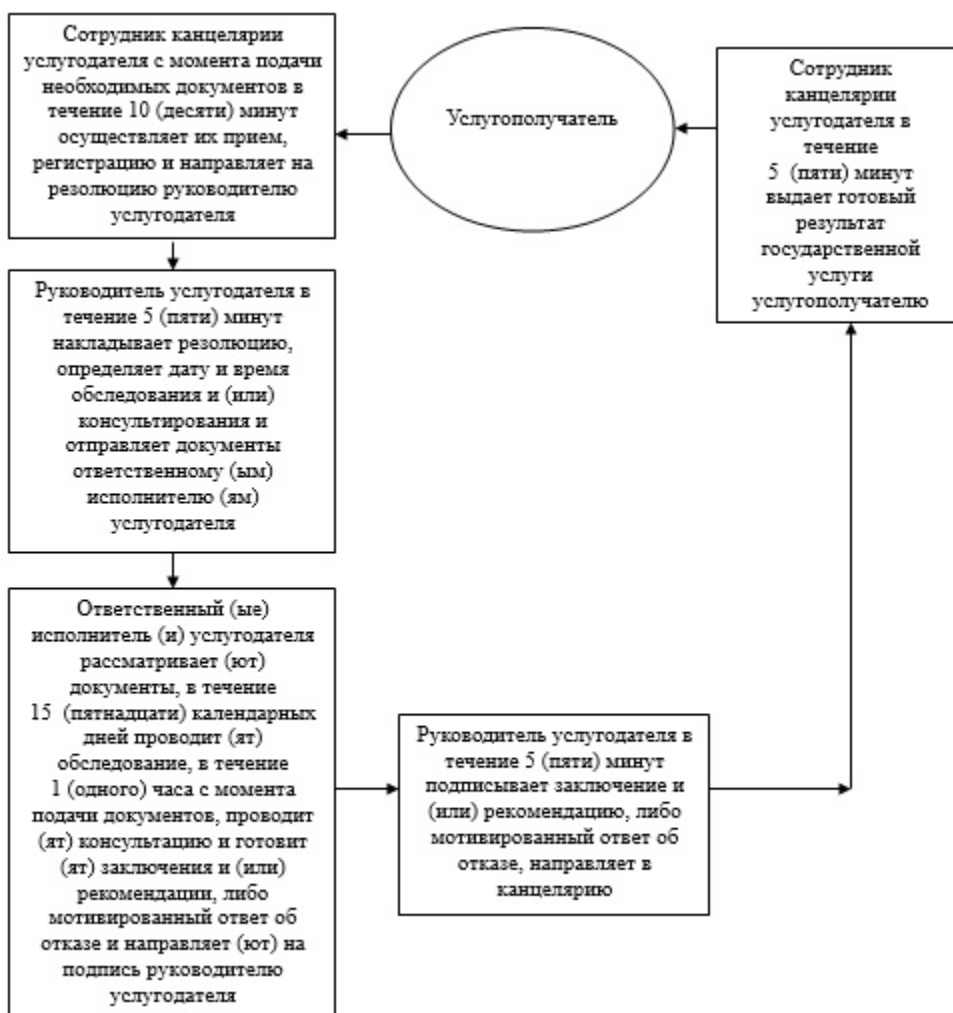 Сотрудник канцелярии
услугодателя с момента подачи
необходимых документов в
течение 10 (десяти) минут
осуществляет их прием,
регистрацию и направляет на
резолюцию руководителю
услугодателя
Услугополучатель
Сотрудник
канцелярии
услугодателя в
течение
5 (пяти) минут
выдает готовый
результат
государственной
услуги
услугополучателю
Руководитель услугодателя в
течение 5 (пяти) минут
накладывает резолюцию,
определяет дату и время
обследования и (или)
консультирования и
отправляет документы
ответственному (ым)
исполнителю (ям)
услугодателя
Ответственный (ые)
исполнитель (и) услугодателя
рассматривает (ют)
документы, в течение
15 (пятнадцати) календарных
дней проводит (ят)
обследование, в течение
1 (одного) часа с момента
подачи документов, проводит
(ят) консультацию и готовит
(ят) заключения и (или)
рекомендации, либо
мотивированный ответ об
отказе и направляет (ют) на
подпись руководителю
услугодателя
Руководитель услугодателя в
течение 5 (пяти) минут
подписывает заключение и
(или) рекомендацию, либо
мотивированный ответ об
отказе, направляет в
канцелярию